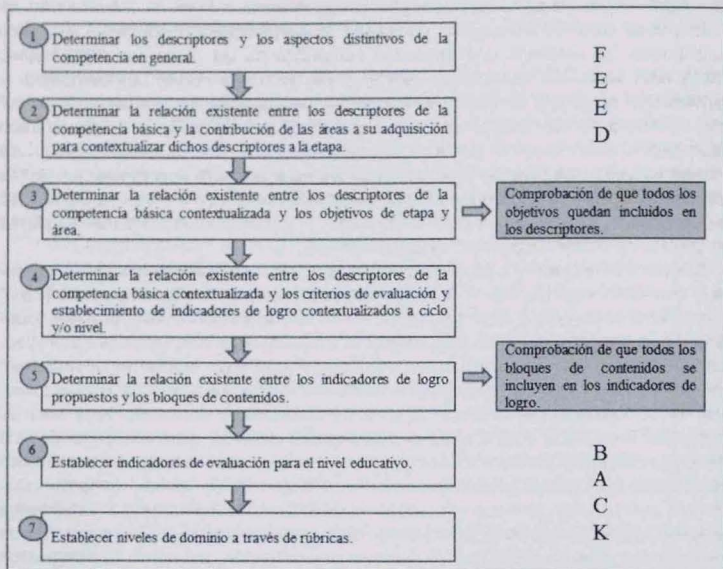 1
Determinar los descriptores y los aspectos distintivos de la
competencia en general.
F
E
E
D
2
Determinar la relación existente entre los descriptores de la
competencia básica y la contribución de las áreas a su adquisición
para contextualizar dichos descriptores a la etapa.
3
Determinar la relación existente entre los descriptores de la
competencia básica contextualizada y los objetivos de etapa y
área.
Comprobación de que todos los
objetivos quedan incluidos en
los descriptores.
4
Determinar la relación existente entre los descriptores de la
competencia básica contextualizada y los criterios de evaluación y
establecimiento de indicadores de logro contextualizados a ciclo
y/o nivel.
5
Determinar la relación existente entre los indicadores de logro
propuestos y los bloques de contenidos.
Comprobación de que todos los
bloques de contenidos se
incluyen en los indicadores de
logro.
6
Establecer indicadores de evaluación para el nivel educativo.
B
A
C
K
7
Establecer niveles de dominio a través de rúbricas.